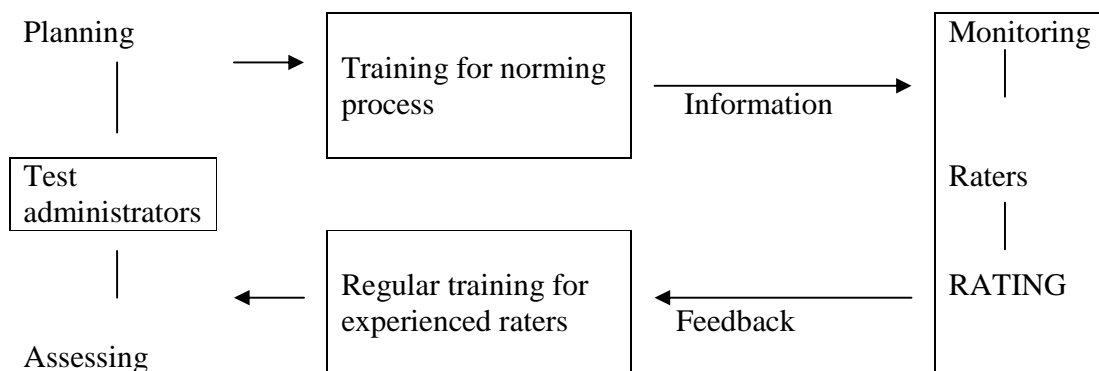 Planning
Training for norming
process
Information
Monitoring
Test
administrators
Raters
Regular training for
experienced raters
Feedback
RATING
Assessing